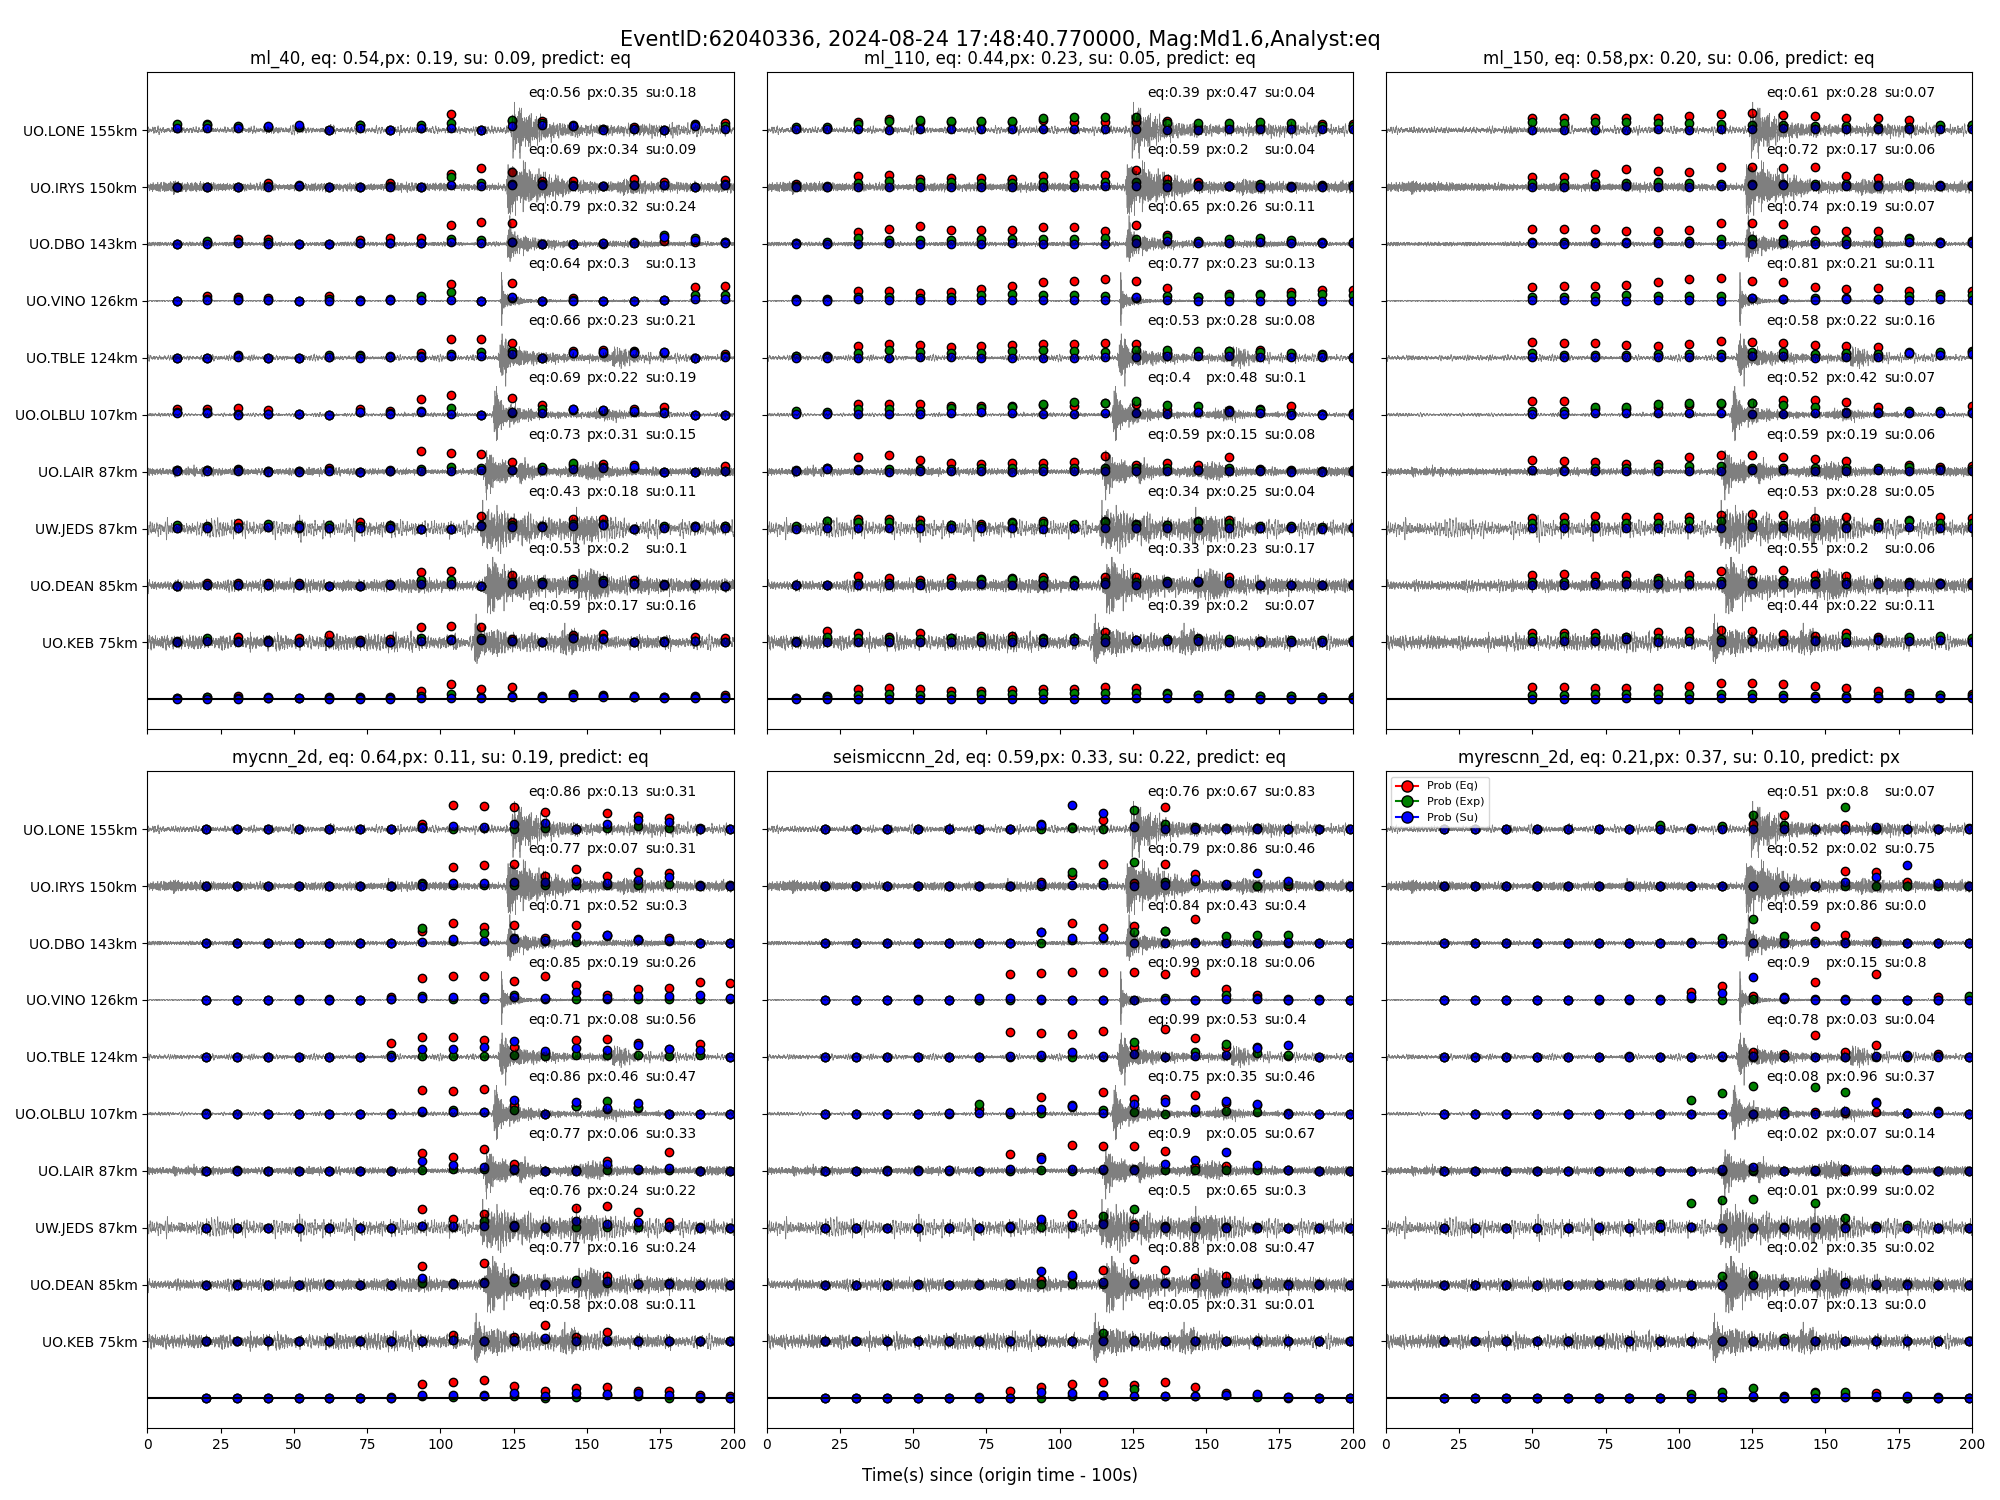 EventID:62040336, 2024-08-24 17:48:40.770000, Mag:Md1.6,Analyst:eq
ml_40, eq: 0.54,px: 0.19, su: 0.09, predict: eq
UO.LONE 155km
eq:0.56 px:0.35 su:0.18
UO.IRYS 150km
eq:0.69 px:0.34 su:0.09
UO.DBO 143km
eq:0.79 px:0.32 su:0.24
UO.VINO 126km
eq:0.64 px:0.3 su:0.13
UO.TBLE 124km
eq:0.66 px:0.23 su:0.21
UO.OLBLU 107km
eq:0.69 px:0.22 su:0.19
UO.LAIR 87km
eq:0.73 px:0.31 su:0.15
UW.JEDS 87km
eq:0.43 px:0.18 su:0.11
UO.DEAN 85km
eq:0.53 px:0.2 su:0.1
UO.KEB 75km
eq:0.59 px:0.17 su:0.16
ml_110, eq: 0.44,px: 0.23, su: 0.05, predict: eq
eq:0.39 px:0.47 su:0.04
eq:0.59 px:0.2 su:0.04
eq:0.65 px:0.26 su:0.11
eq:0.77 px:0.23 su:0.13
eq:0.53 px:0.28 su:0.08
eq:0.4 px:0.48 su:0.1
eq:0.59 px:0.15 su:0.08
eq:0.34 px:0.25 su:0.04
eq:0.33 px:0.23 su:0.17
eq:0.39 px:0.2 su:0.07
ml_150, eq: 0.58,px: 0.20, su: 0.06, predict: eq
eq:0.61 px:0.28 su:0.07
eq:0.72 px:0.17 su:0.06
eq:0.74 px:0.19 su:0.07
eq:0.81 px:0.21 su:0.11
eq:0.58 px:0.22 su:0.16
eq:0.52 px:0.42 su:0.07
eq:0.59 px:0.19 su:0.06
eq:0.53 px:0.28 su:0.05
eq:0.55 px:0.2 su:0.06
eq:0.44 px:0.22 su:0.11
mycnn_2d, eq: 0.64,px: 0.11, su: 0.19, predict: eq
UO.LONE 155km
eq:0.86 px:0.13 su:0.31
UO.IRYS 150km
eq:0.77 px:0.07 su:0.31
UO.DBO 143km
eq:0.71 px:0.52 su:0.3
UO.VINO 126km
eq:0.85 px:0.19 su:0.26
UO.TBLE 124km
eq:0.71 px:0.08 su:0.56
UO.OLBLU 107km
eq:0.86 px:0.46 su:0.47
UO.LAIR 87km
eq:0.77 px:0.06 su:0.33
UW.JEDS 87km
eq:0.76 px:0.24 su:0.22
UO.DEAN 85km
eq:0.77 px:0.16 su:0.24
UO.KEB 75km
eq:0.58 px:0.08 su:0.11
0 25 50 75 100 125 150 175 200
seismiccnn_2d, eq: 0.59,px: 0.33, su: 0.22, predict: eq
eq:0.76 px:0.67 su:0.83
eq:0.79 px:0.86 su:0.46
eq:0.84 px:0.43 su:0.4
eq:0.99 px:0.18 su:0.06
eq:0.99 px:0.53 su:0.4
eq:0.75 px:0.35 su:0.46
eq:0.9 px:0.05 su:0.67
eq:0.5 px:0.65 su:0.3
eq:0.88 px:0.08 su:0.47
eq:0.05 px:0.31 su:0.01
0 25 50 75 100 125 150 175 200
myrescnn_2d, eq: 0.21,px: 0.37, su: 0.10, predict: px
Prob (Eq)
Prob (Exp)
Prob (Su)
eq:0.51 px:0.8 su:0.07
eq:0.52 px:0.02 su:0.75
eq:0.59 px:0.86 su:0.0
eq:0.9 px:0.15 su:0.8
eq:0.78 px:0.03 su:0.04
eq:0.08 px:0.96 su:0.37
eq:0.02 px:0.07 su:0.14
eq:0.01 px:0.99 su:0.02
eq:0.02 px:0.35 su:0.02
eq:0.07 px:0.13 su:0.0
0 25 50 75 100 125 150 175 200
Time(s) since (origin time - 100s)